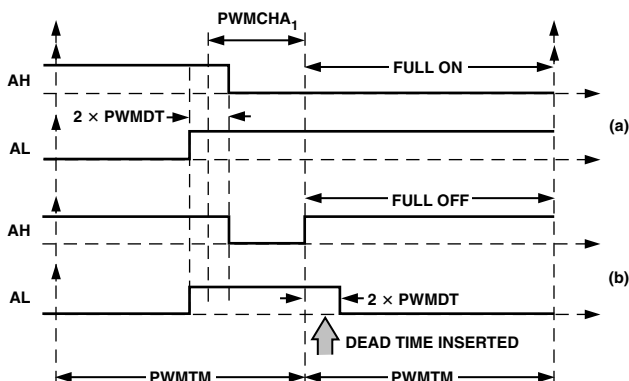 PWMCHA1
FULL ON
AH
2 × PWMDT
(a)
AL
FULL OFF
AH
(b)
AL
2 × PWMDT
DEAD TIME INSERTED
PWMTM
PWMTM